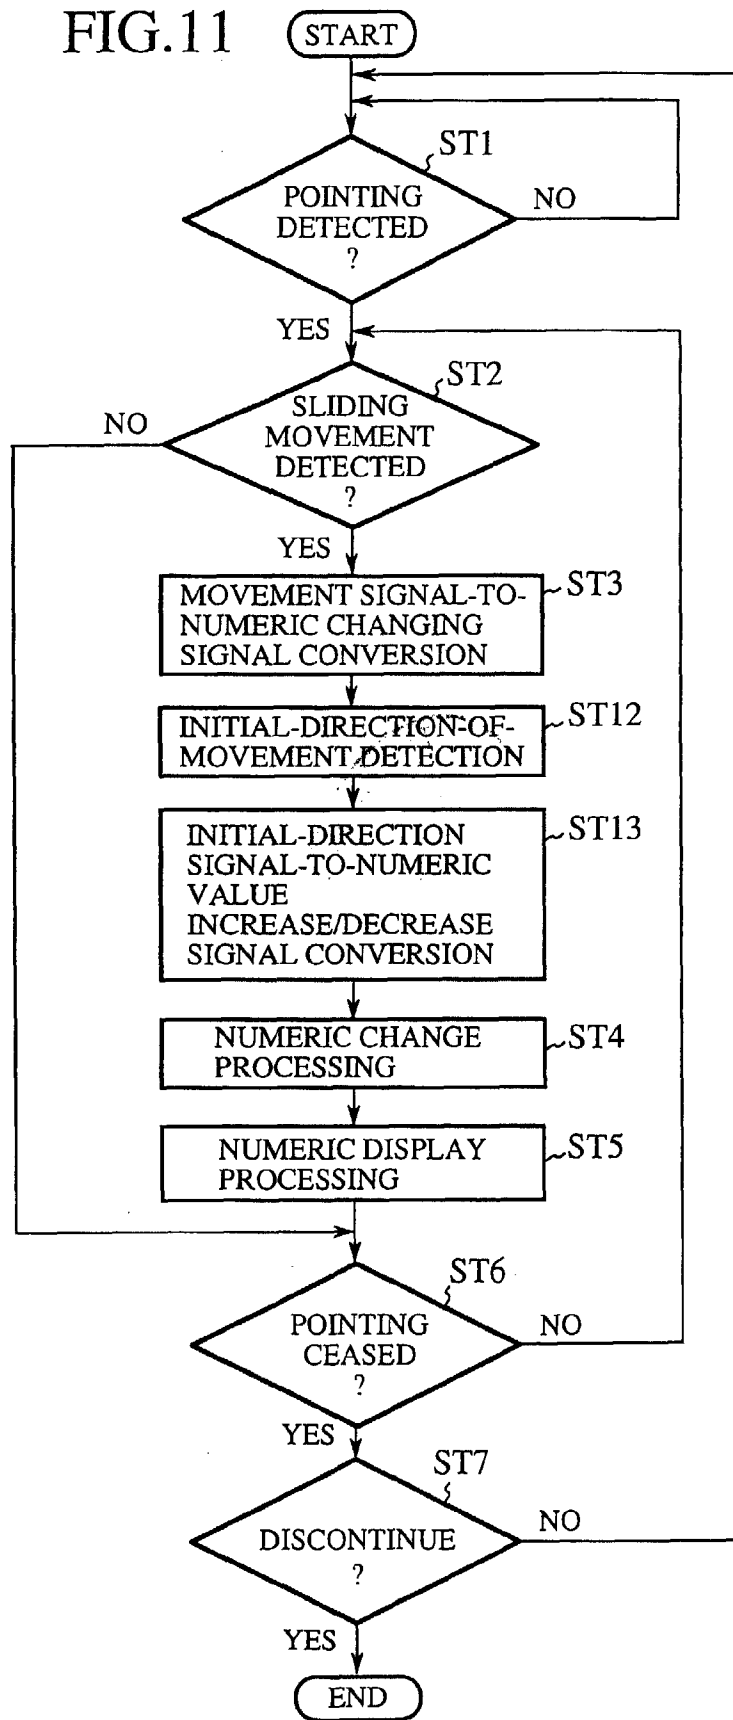 FIG.11
START
ST1
POINTING
DETECTED
?
NO
YES
ST2
SLIDING
MOVEMENT
DETECTED
?
NO
YES
ST3
MOVEMENT SIGNAL-TO-
NUMERIC CHANGING
SIGNAL CONVERSION
ST12
INITIAL-DIRECTION-OF-
MOVEMENT DETECTION
ST13
INITIAL-DIRECTION
SIGNAL-TO-NUMERIC
VALUE
INCREASE/DECREASE
SIGNAL CONVERSION
ST4
NUMERIC CHANGE
PROCESSING
ST5
NUMERIC DISPLAY
PROCESSING
ST6
POINTING
CEASED
?
NO
YES
ST7
DISCONTINUE
?
NO
YES
END